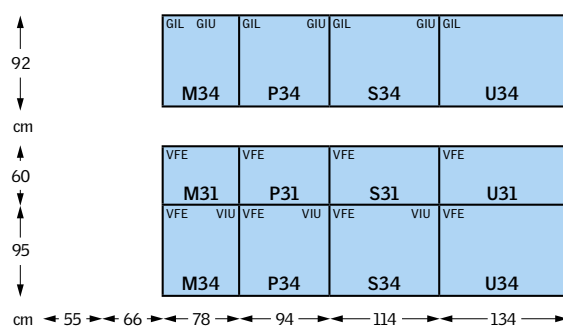 GIL GIU GIL GIU GIL GIU GIL
92
M34 P34 S34 U34
cm
VFE VFE VFE VFE
60
M31 P31 S31 U31
VFE VIU VFE VIU VFE VIU VFE
95
M34 P34 S34 U34
cm 55 66 78 94 114 134